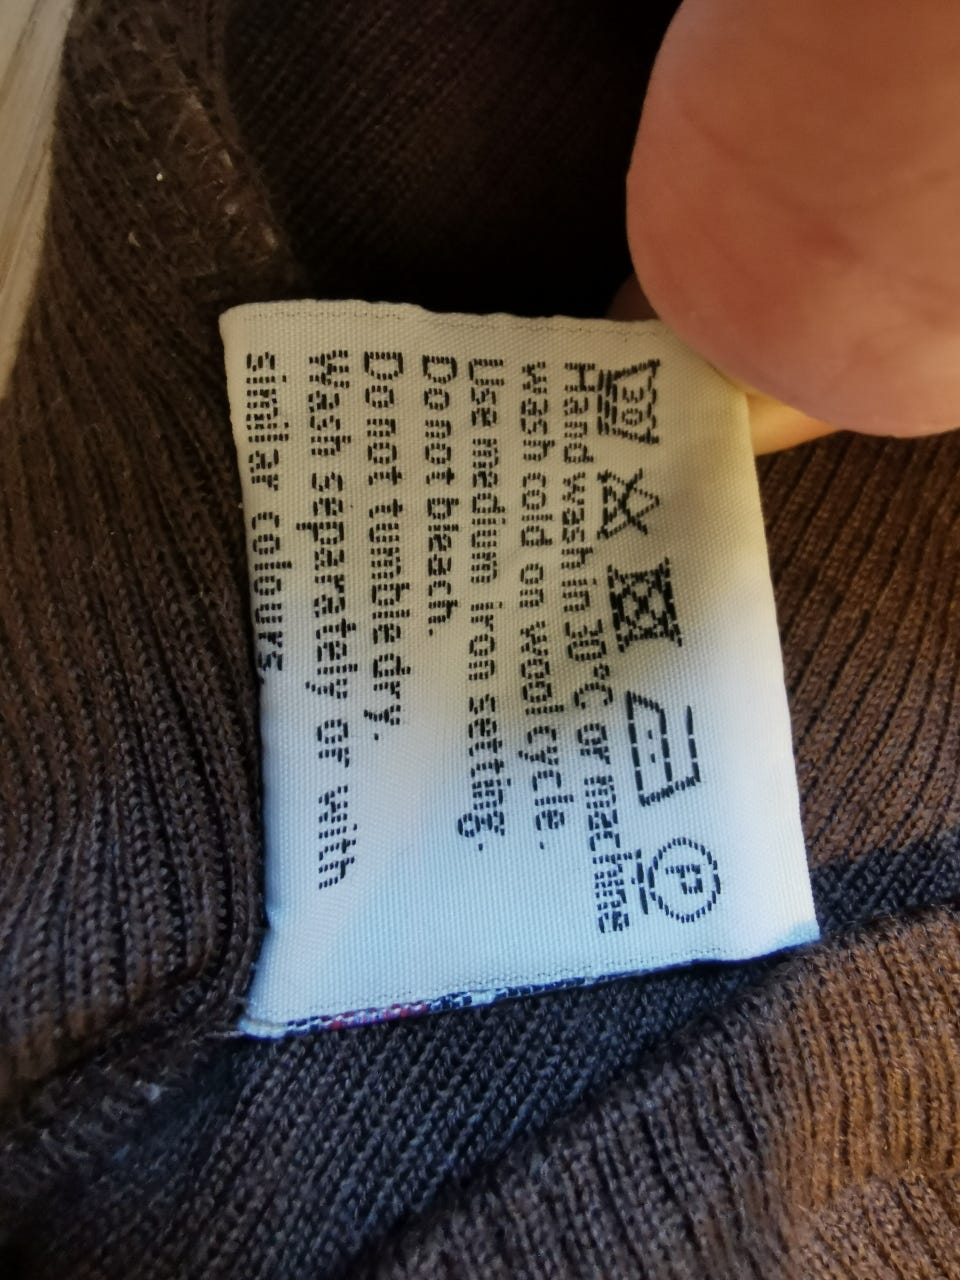 30
P
Hand wash in 30°C or machine
wash cold on wool cycle.
Use medium iron setting.
Do not bleach.
Do not tumble dry.
Wash separately or with
similar colours.